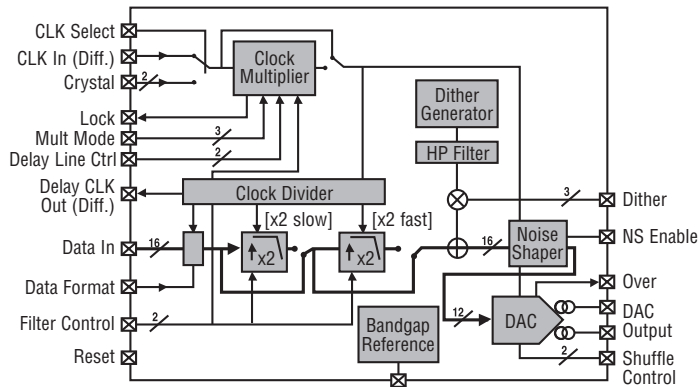 CLK Select
CLK In (Diff.)
Crystal
2
Lock
Mult Mode
3
Delay Line Ctrl
2
Delay CLK
Out (Diff.)
Data In
16
Data Format
Filter Control
2
Reset
Clock
Multiplier
Clock Divider
[x2 slow]
[x2 fast]
x2
x2
Dither
Generator
HP Filter
16
Noise
Shaper
12
DAC
Bandgap
Reference
3
Dither
NS Enable
Over
DAC
Output
2
Shuffle
Control